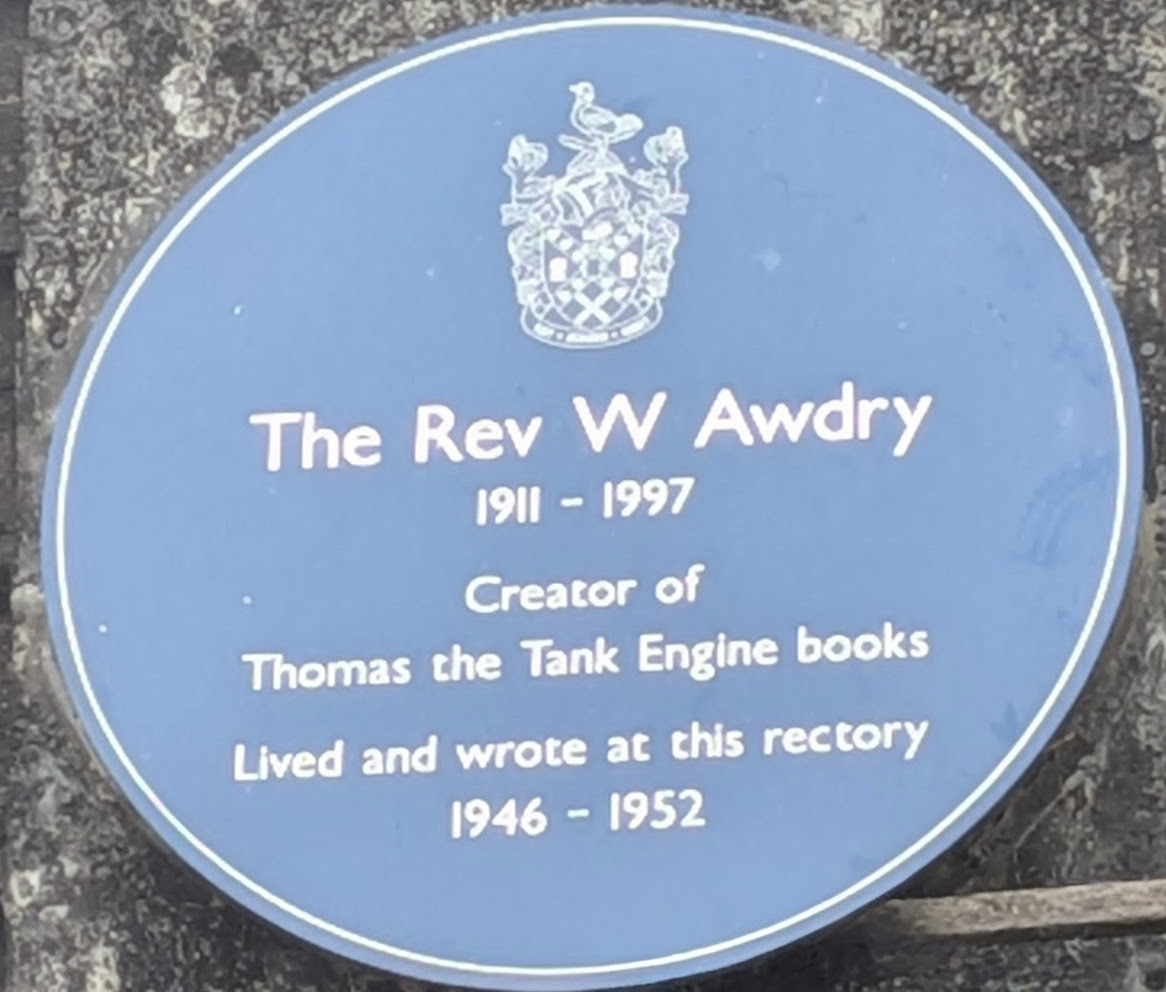 The Rev W Awdry
1911 - 1997
Creator of
Thomas the Tank Engine books
Lived and wrote at this rectory
1946 - 1952